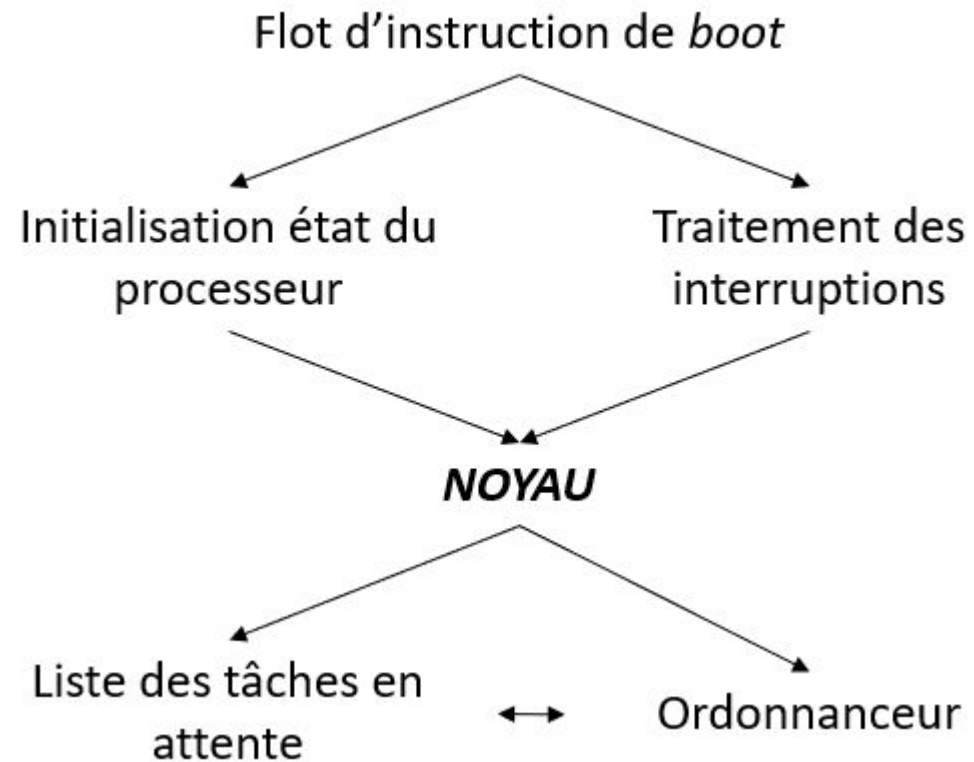 Flot d’instruction de boot
Initialisation état du
processeur
Traitement des
interruptions
NOYAU
Liste des tâches en
attente
Ordonnanceur